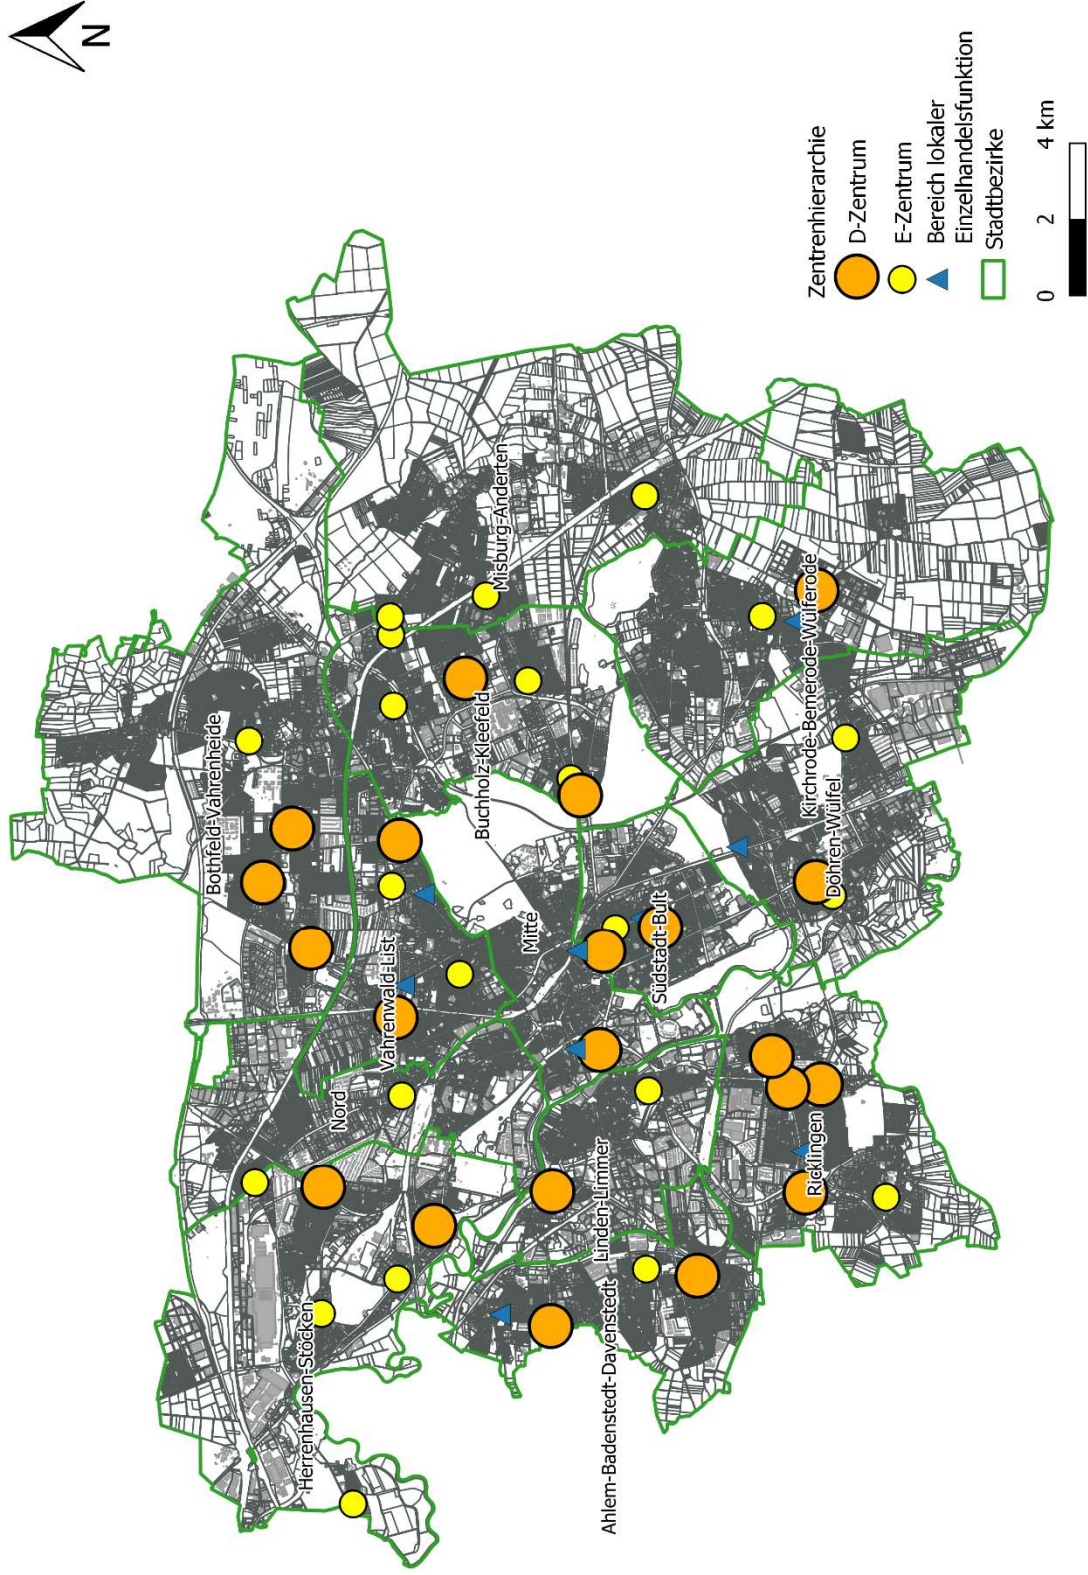 N
Bothfeld-Vahrenheide
Misburg-Anderten
Vahrenwald-List
Buchholz-Kleefeld
Nord
Herrenhausen-Stöcken
Mitte
Südstadt-Bult
Kirchrode-Bemerode-Wülferode
Linden-Limmer
Ahlem-Badenstedt-Davenstedt
Döhren-Wülfel
Ricklingen
Zentrenhierarchie
D-Zentrum
E-Zentrum
Bereich lokaler
Einzelhandelsfunktion
Stadtbezirke
0 2 4 km